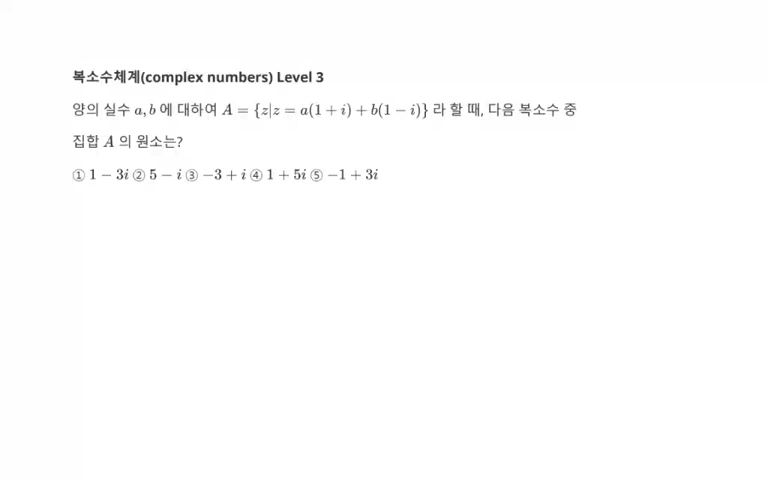 복소수체계(complex numbers) Level 3
양의 실수 a, b 에 대하여 A = {z|z = a(1 + i) + b(1 − i)} 라 할 때, 다음 복소수 중
집합 A 의 원소는?
① 1 − 3i ② 5 − i ③ −3 + i ④ 1 + 5i ⑤ −1 + 3i